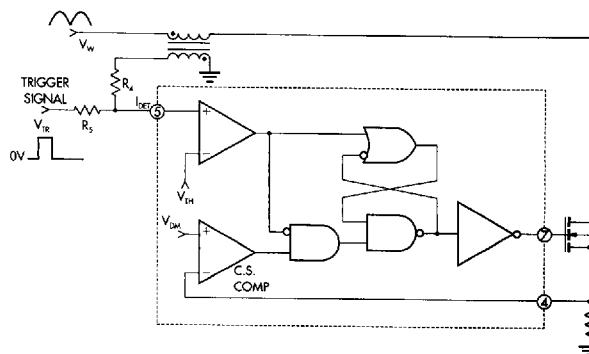 V_W
TRIGGER
SIGNAL
R_4
I_DET
5
R_5
V_TR
0V
V_TH
V_DM
C.S.
COMP
7
4
+
−
+
−